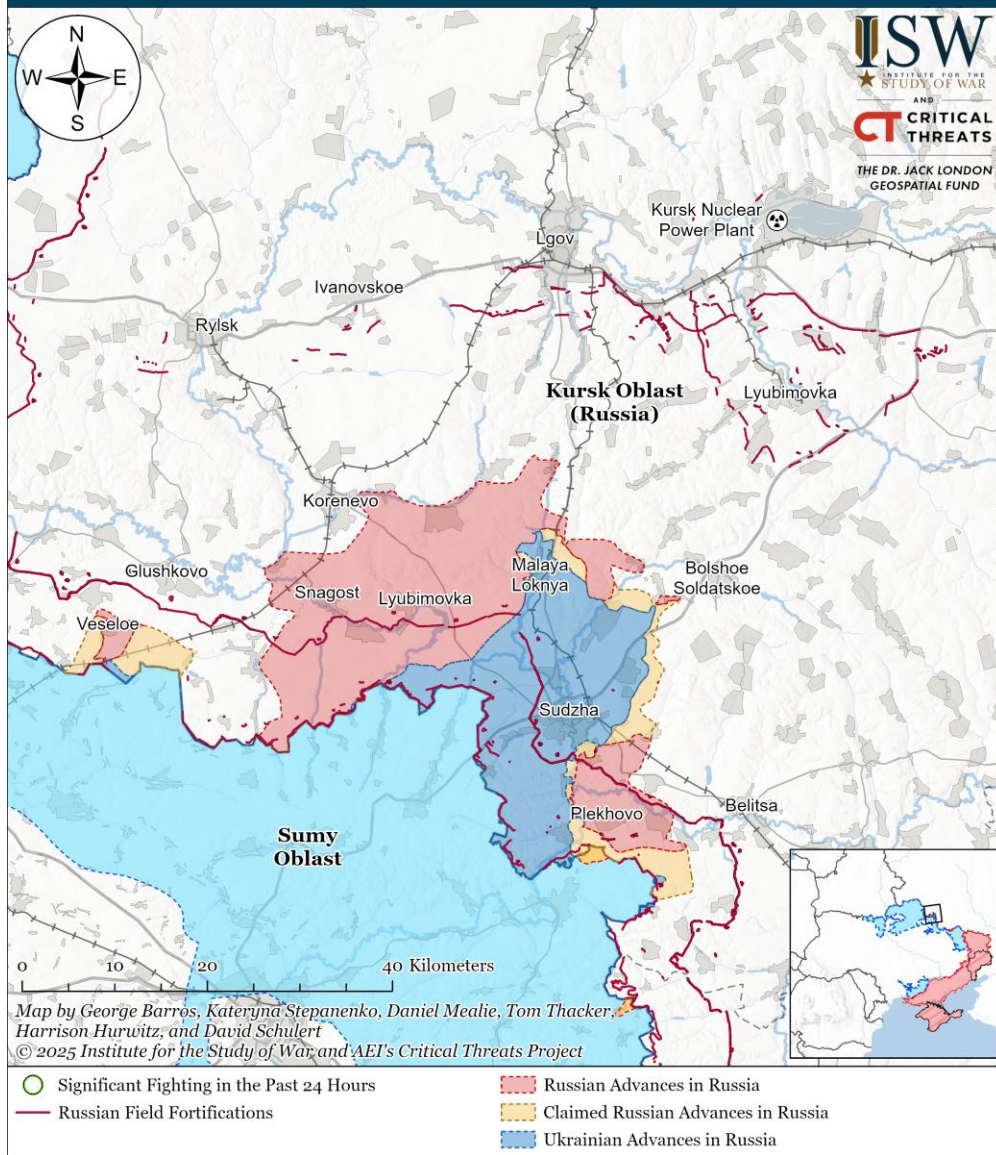 N
W E
S
ISW
INSTITUTE FOR THE
STUDY OF WAR
AND
CT CRITICAL
THREATS
THE DR. JACK LONDON
GEOSPATIAL FUND
Kursk Nuclear
Power Plant
Lgov
Ivanovskoe
Rylsk
Kursk Oblast
(Russia)
Lyubimovka
Korenevo
Malaya
Loknya
Bolshoe
Soldatskoe
Glushkovo
Snagost
Lyubimovka
Veseloe
Sudzha
Plekhovo
Belitsa
Sumy
Oblast
0 10 20 40 Kilometers
Map by George Barros, Kateryna Stepanenko, Daniel Mealie, Tom Thacker,
Harrison Hurwitz, and David Schulert
© 2025 Institute for the Study of War and AEI's Critical Threats Project
Significant Fighting in the Past 24 Hours
Russian Field Fortifications
Russian Advances in Russia
Claimed Russian Advances in Russia
Ukrainian Advances in Russia